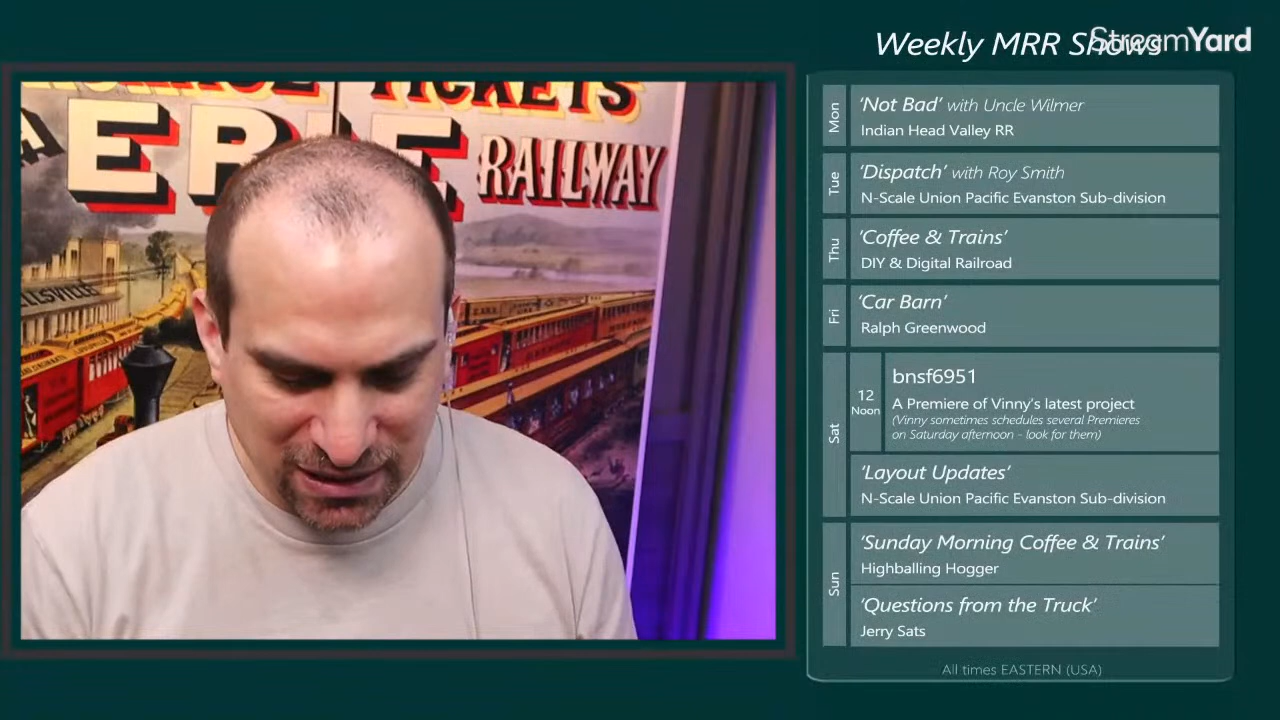 TICKETS
ERIE
RAILWAY
Weekly MRR Shows
StreamYard
Mon
'Not Bad' with Uncle Wilmer
Indian Head Valley RR
Tue
'Dispatch' with Roy Smith
N-Scale Union Pacific Evanston Sub-division
Thu
'Coffee & Trains'
DIY & Digital Railroad
Fri
'Car Barn'
Ralph Greenwood
Sat
12
Noon
bnsf6951
A Premiere of Vinny's latest project
(Vinny sometimes schedules several Premieres
on Saturday afternoon - look for them)
'Layout Updates'
N-Scale Union Pacific Evanston Sub-division
Sun
'Sunday Morning Coffee & Trains'
Highballing Hogger
'Questions from the Truck'
Jerry Sats
All times EASTERN (USA)